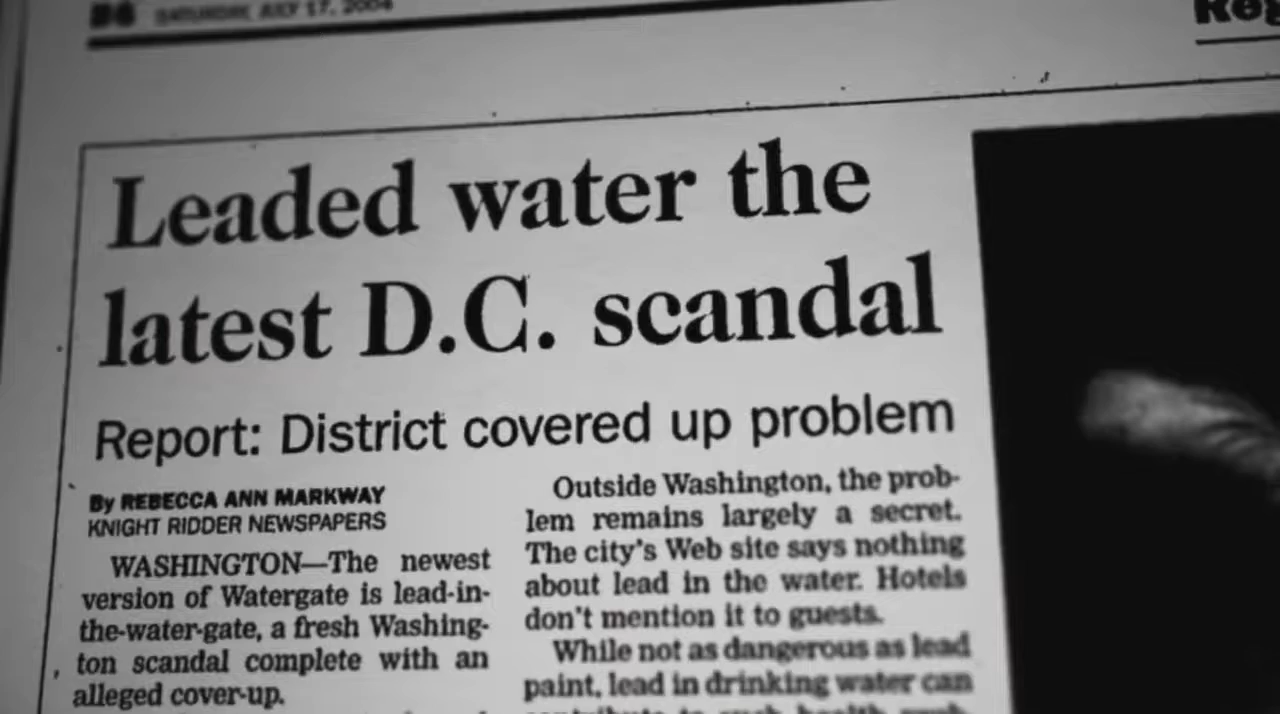 B6 SATURDAY, JULY 17, 2004
Reg
Leaded water the
latest D.C. scandal
Report: District covered up problem
By REBECCA ANN MARKWAY
KNIGHT RIDDER NEWSPAPERS
WASHINGTON—The newest
version of Watergate is lead-in-
the-water-gate, a fresh Washing-
ton scandal complete with an
alleged cover-up.
Outside Washington, the prob-
lem remains largely a secret.
The city's Web site says nothing
about lead in the water. Hotels
don't mention it to guests.
While not as dangerous as lead
paint, lead in drinking water can